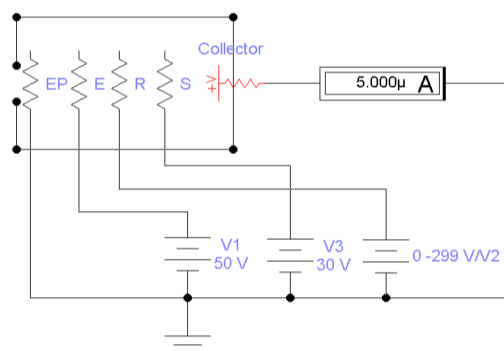 Collector
EP E R S +V
5.000µ A
V1
50 V
V3
30 V
0 -299 V/V2